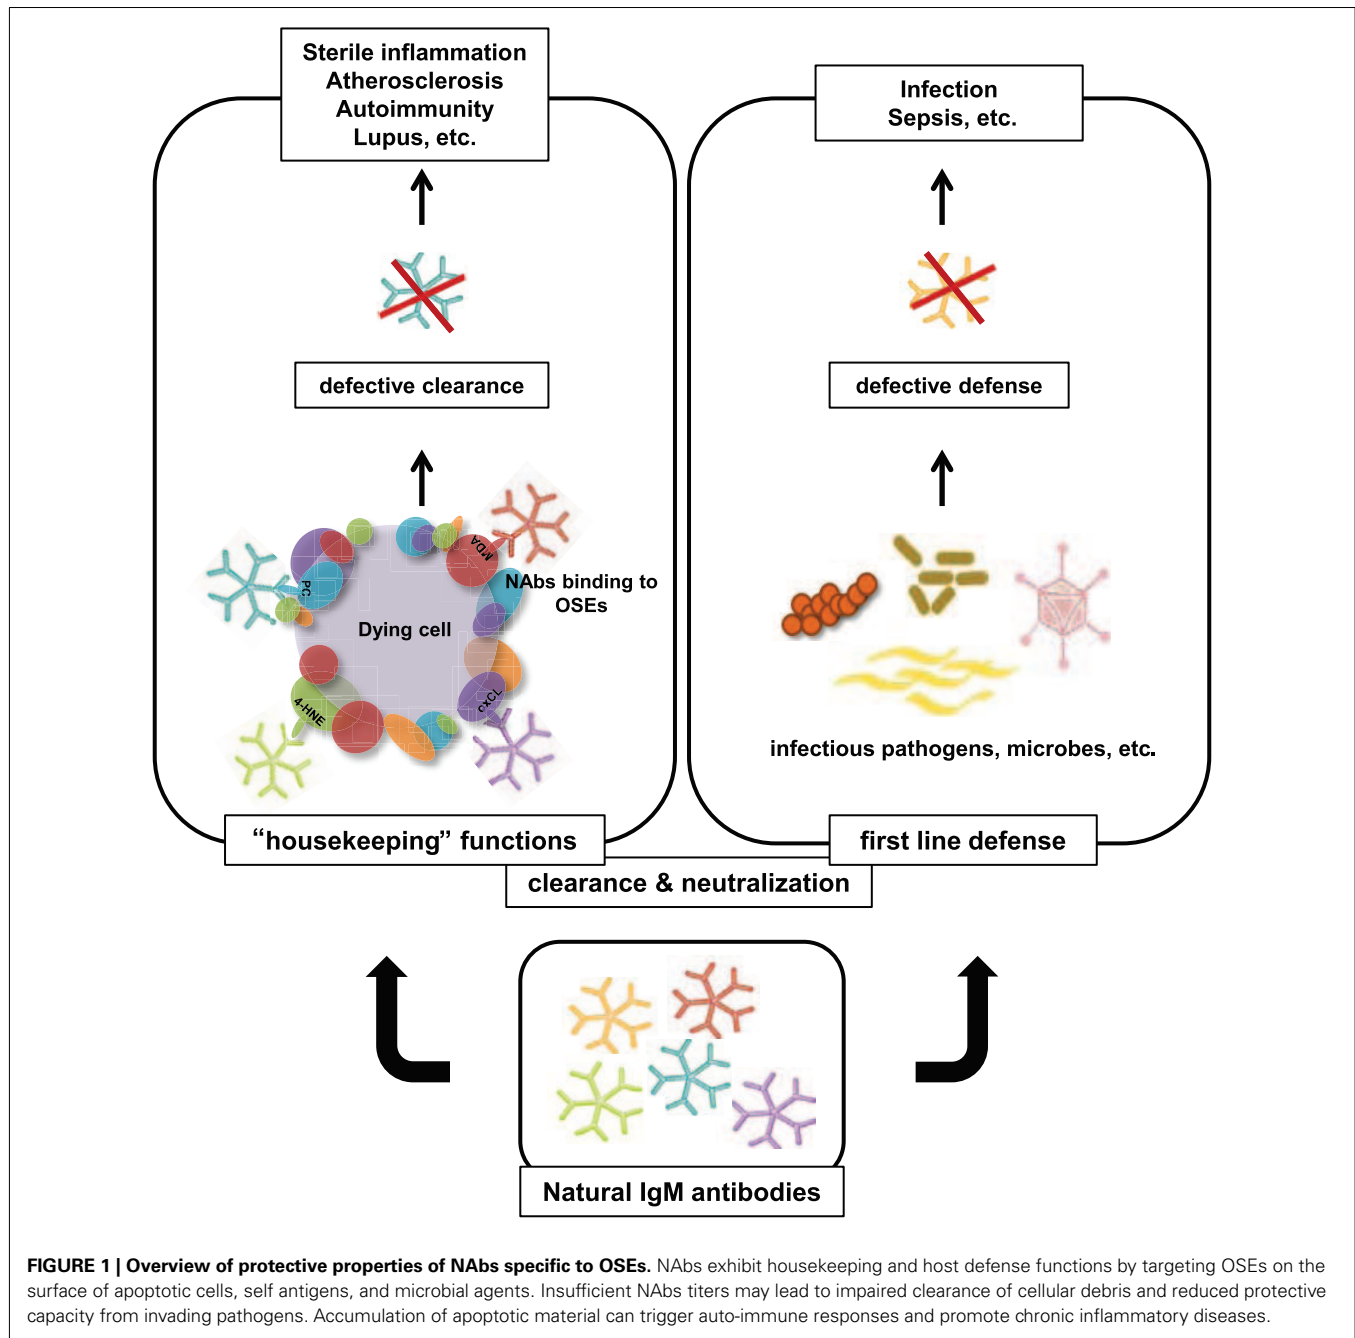 Sterile inflammation
Atherosclerosis
Autoimmunity
Lupus, etc.
Infection
Sepsis, etc.
defective clearance
defective defense
MDA
PC
NAbs binding to
OSEs
Dying cell
4-HNE
oxCL
infectious pathogens, microbes, etc.
“housekeeping” functions
first line defense
clearance & neutralization
Natural IgM antibodies
FIGURE 1 | Overview of protective properties of NAbs specific to OSEs. NAbs exhibit housekeeping and host defense functions by targeting OSEs on the
surface of apoptotic cells, self antigens, and microbial agents. Insufficient NAbs titers may lead to impaired clearance of cellular debris and reduced protective
capacity from invading pathogens. Accumulation of apoptotic material can trigger auto-immune responses and promote chronic inflammatory diseases.